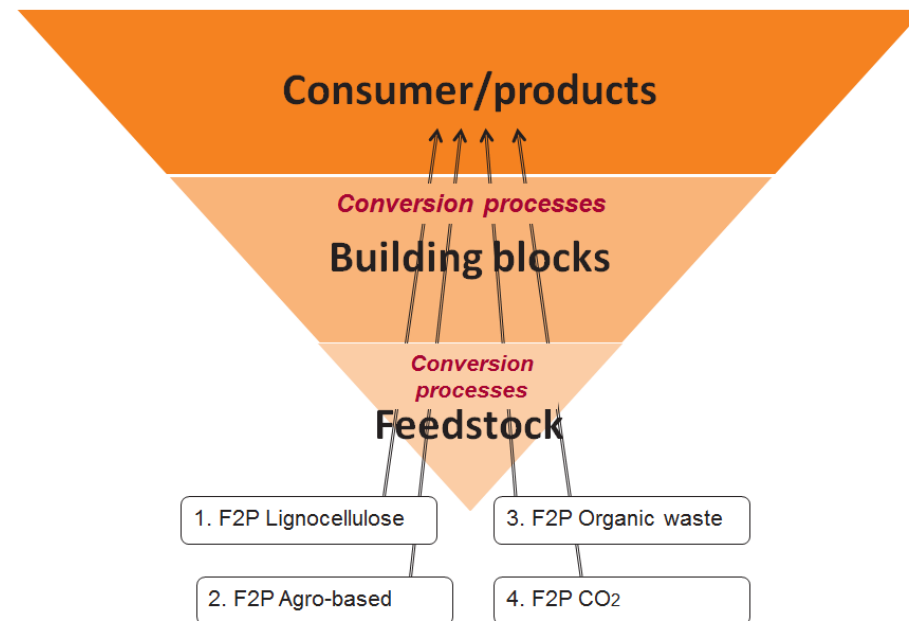 Consumer/products
Conversion processes
Building blocks
Conversion
processes
Feedstock
1. F2P Lignocellulose
3. F2P Organic waste
2. F2P Agro-based
4. F2P CO2